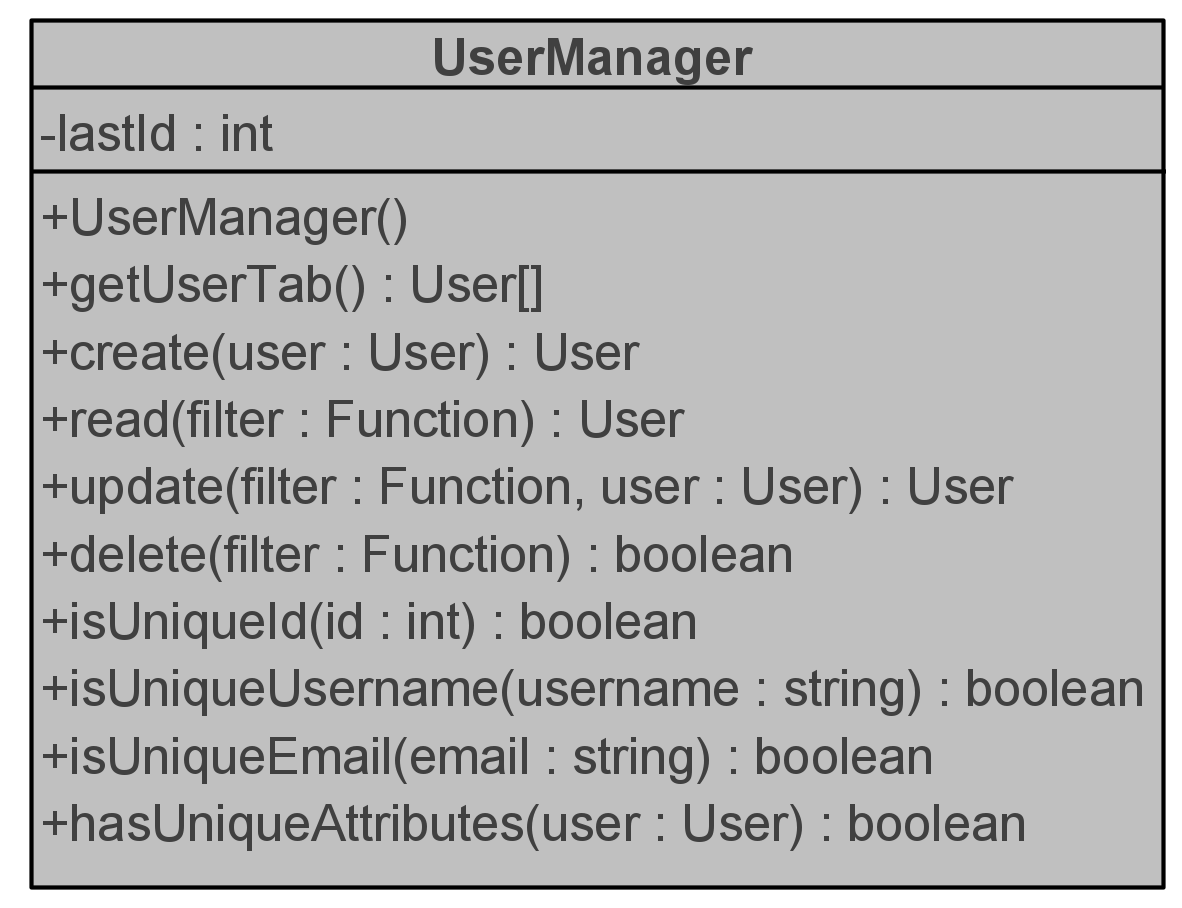 UserManager
-lastId : int
+UserManager()
+getUserTab() : User[]
+create(user : User) : User
+read(filter : Function) : User
+update(filter : Function, user : User) : User
+delete(filter : Function) : boolean
+isUniqueId(id : int) : boolean
+isUniqueUsername(username : string) : boolean
+isUniqueEmail(email : string) : boolean
+hasUniqueAttributes(user : User) : boolean